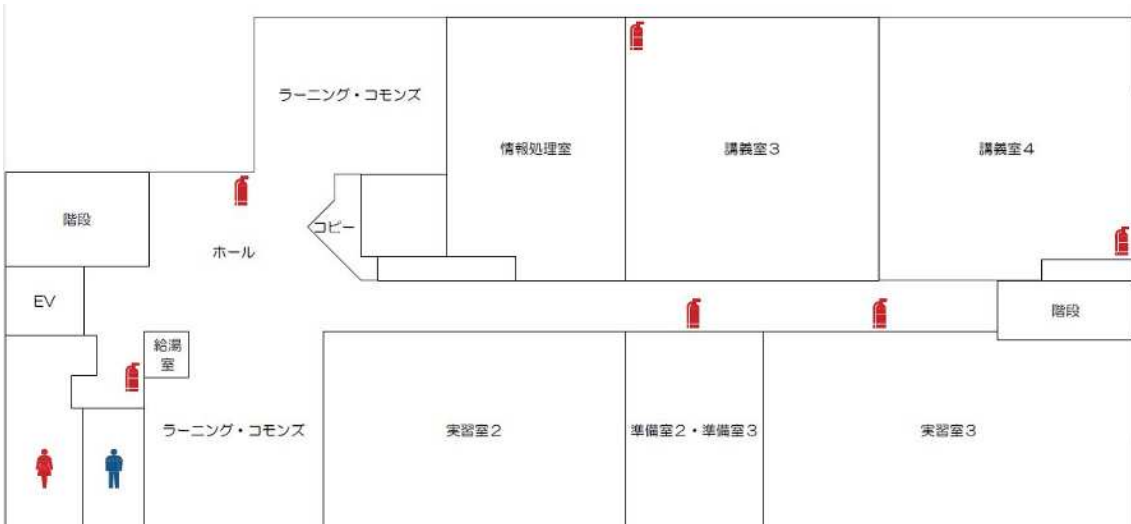 ラーニング・コモンズ
情報処理室
講義室3
講義室4
階段
コピー
ホール
EV
階段
給湯
室
ラーニング・コモンズ
実習室2
準備室2・準備室3
実習室3